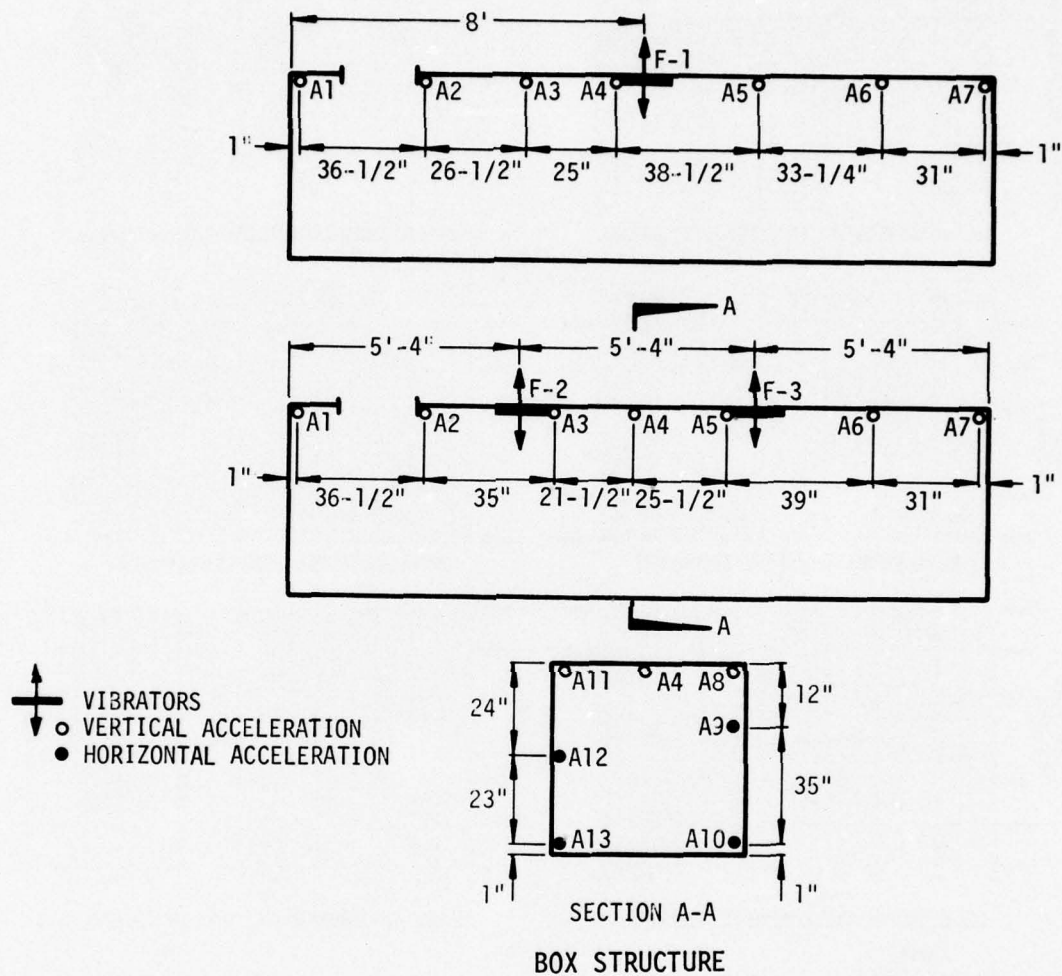 8'
F-1
A1 A2 A3 A4 A5 A6 A7
1" 36-1/2" 26-1/2" 25" 38-1/2" 33-1/4" 31" 1"
A
5'-4" 5'-4" 5'-4"
F-2 F-3
A1 A2 A3 A4 A5 A6 A7
1" 36-1/2" 35" 21-1/2" 25-1/2" 39" 31" 1"
A
VIBRATORS
VERTICAL ACCELERATION
HORIZONTAL ACCELERATION
A11 A4 A8
24" 12"
A9
A12
23" 35"
A13 A10
1" 1"
SECTION A-A
BOX STRUCTURE